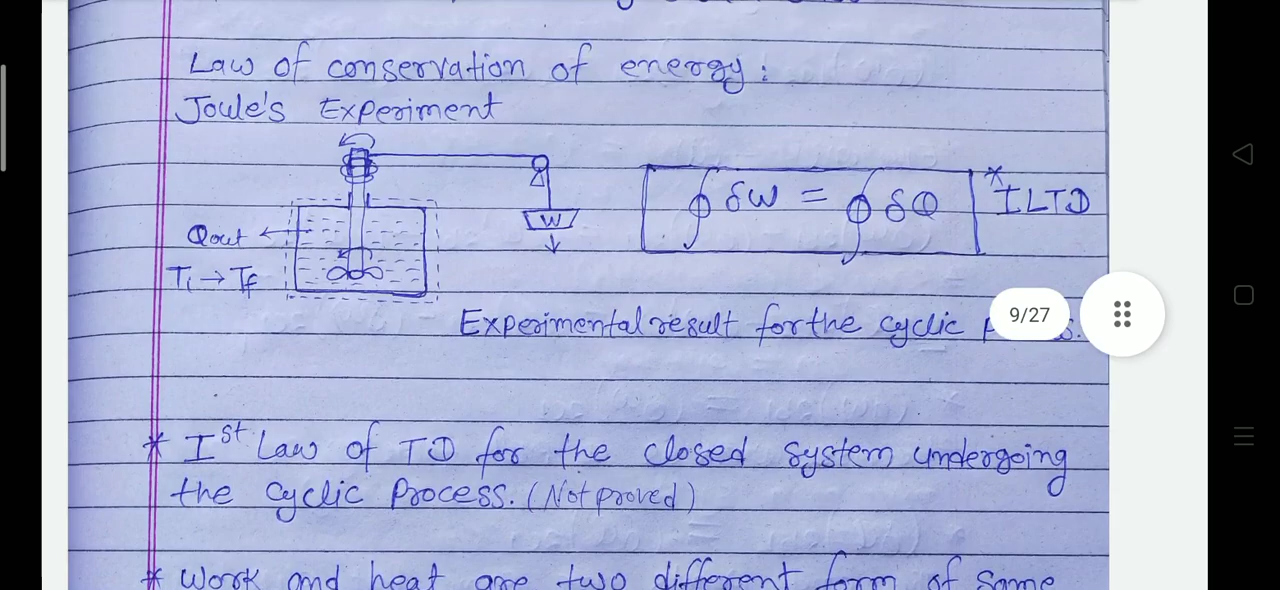 Law of conservation of energy:
Joule's Experiment
W
∮ δW = ∮ δQ
* ILTD
Qout
Ti → Tf
Experimental result for the cyclic
9/27
* Ist Law of TD for the closed system undergoing
the cyclic process. (Not proved)
* Work and heat are two different form of same